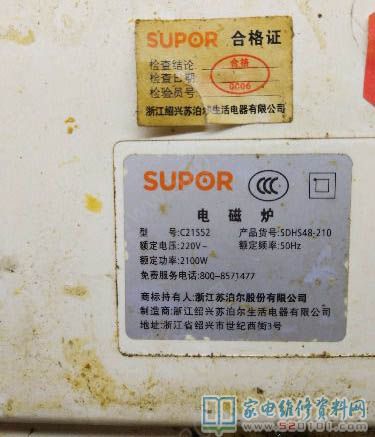 SUPOR 合格证
检查结论
合格
检查日期
检验员号
0006
浙江绍兴苏泊尔生活电器有限公司
SUPOR
电磁炉
型 号:C21S52 产品货号:SDHS48-210
额定电压:220V~ 额定频率:50Hz
额定功率:2100W
免费服务电话:800-8571477
商标持有人:浙江苏泊尔股份有限公司
制造商:浙江绍兴苏泊尔生活电器有限公司
地址:浙江省绍兴市世纪西街3号
家电维修资料网
www.520101.com